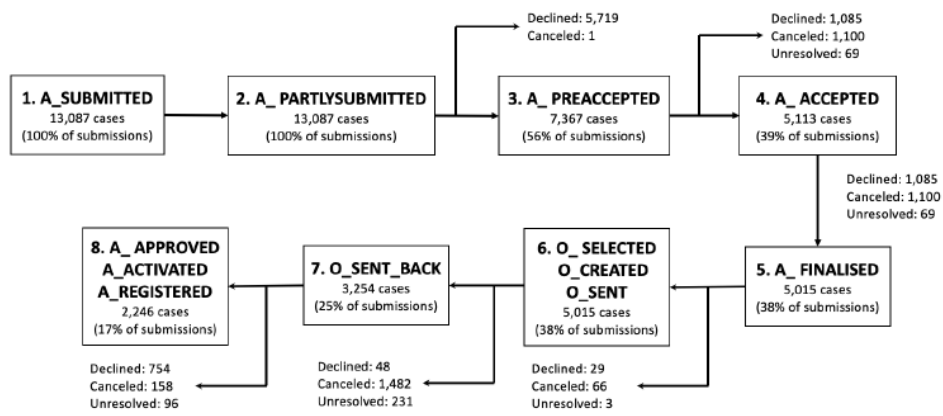 Declined: 5,719
Canceled: 1
Declined: 1,085
Canceled: 1,100
Unresolved: 69
1. A_SUBMITTED
13,087 cases
(100% of submissions)
2. A_ PARTLYSUBMITTED
13,087 cases
(100% of submissions)
3. A_ PREACCEPTED
7,367 cases
(56% of submissions)
4. A_ ACCEPTED
5,113 cases
(39% of submissions)
Declined: 1,085
Canceled: 1,100
Unresolved: 69
5. A_ FINALISED
5,015 cases
(38% of submissions)
6. O_ SELECTED
O_CREATED
O_SENT
5,015 cases
(38% of submissions)
7. O_SENT_BACK
3,254 cases
(25% of submissions)
8. A_ APPROVED
A_ACTIVATED
A_REGISTERED
2,246 cases
(17% of submissions)
Declined: 754
Canceled: 158
Unresolved: 96
Declined: 48
Canceled: 1,482
Unresolved: 231
Declined: 29
Canceled: 66
Unresolved: 3